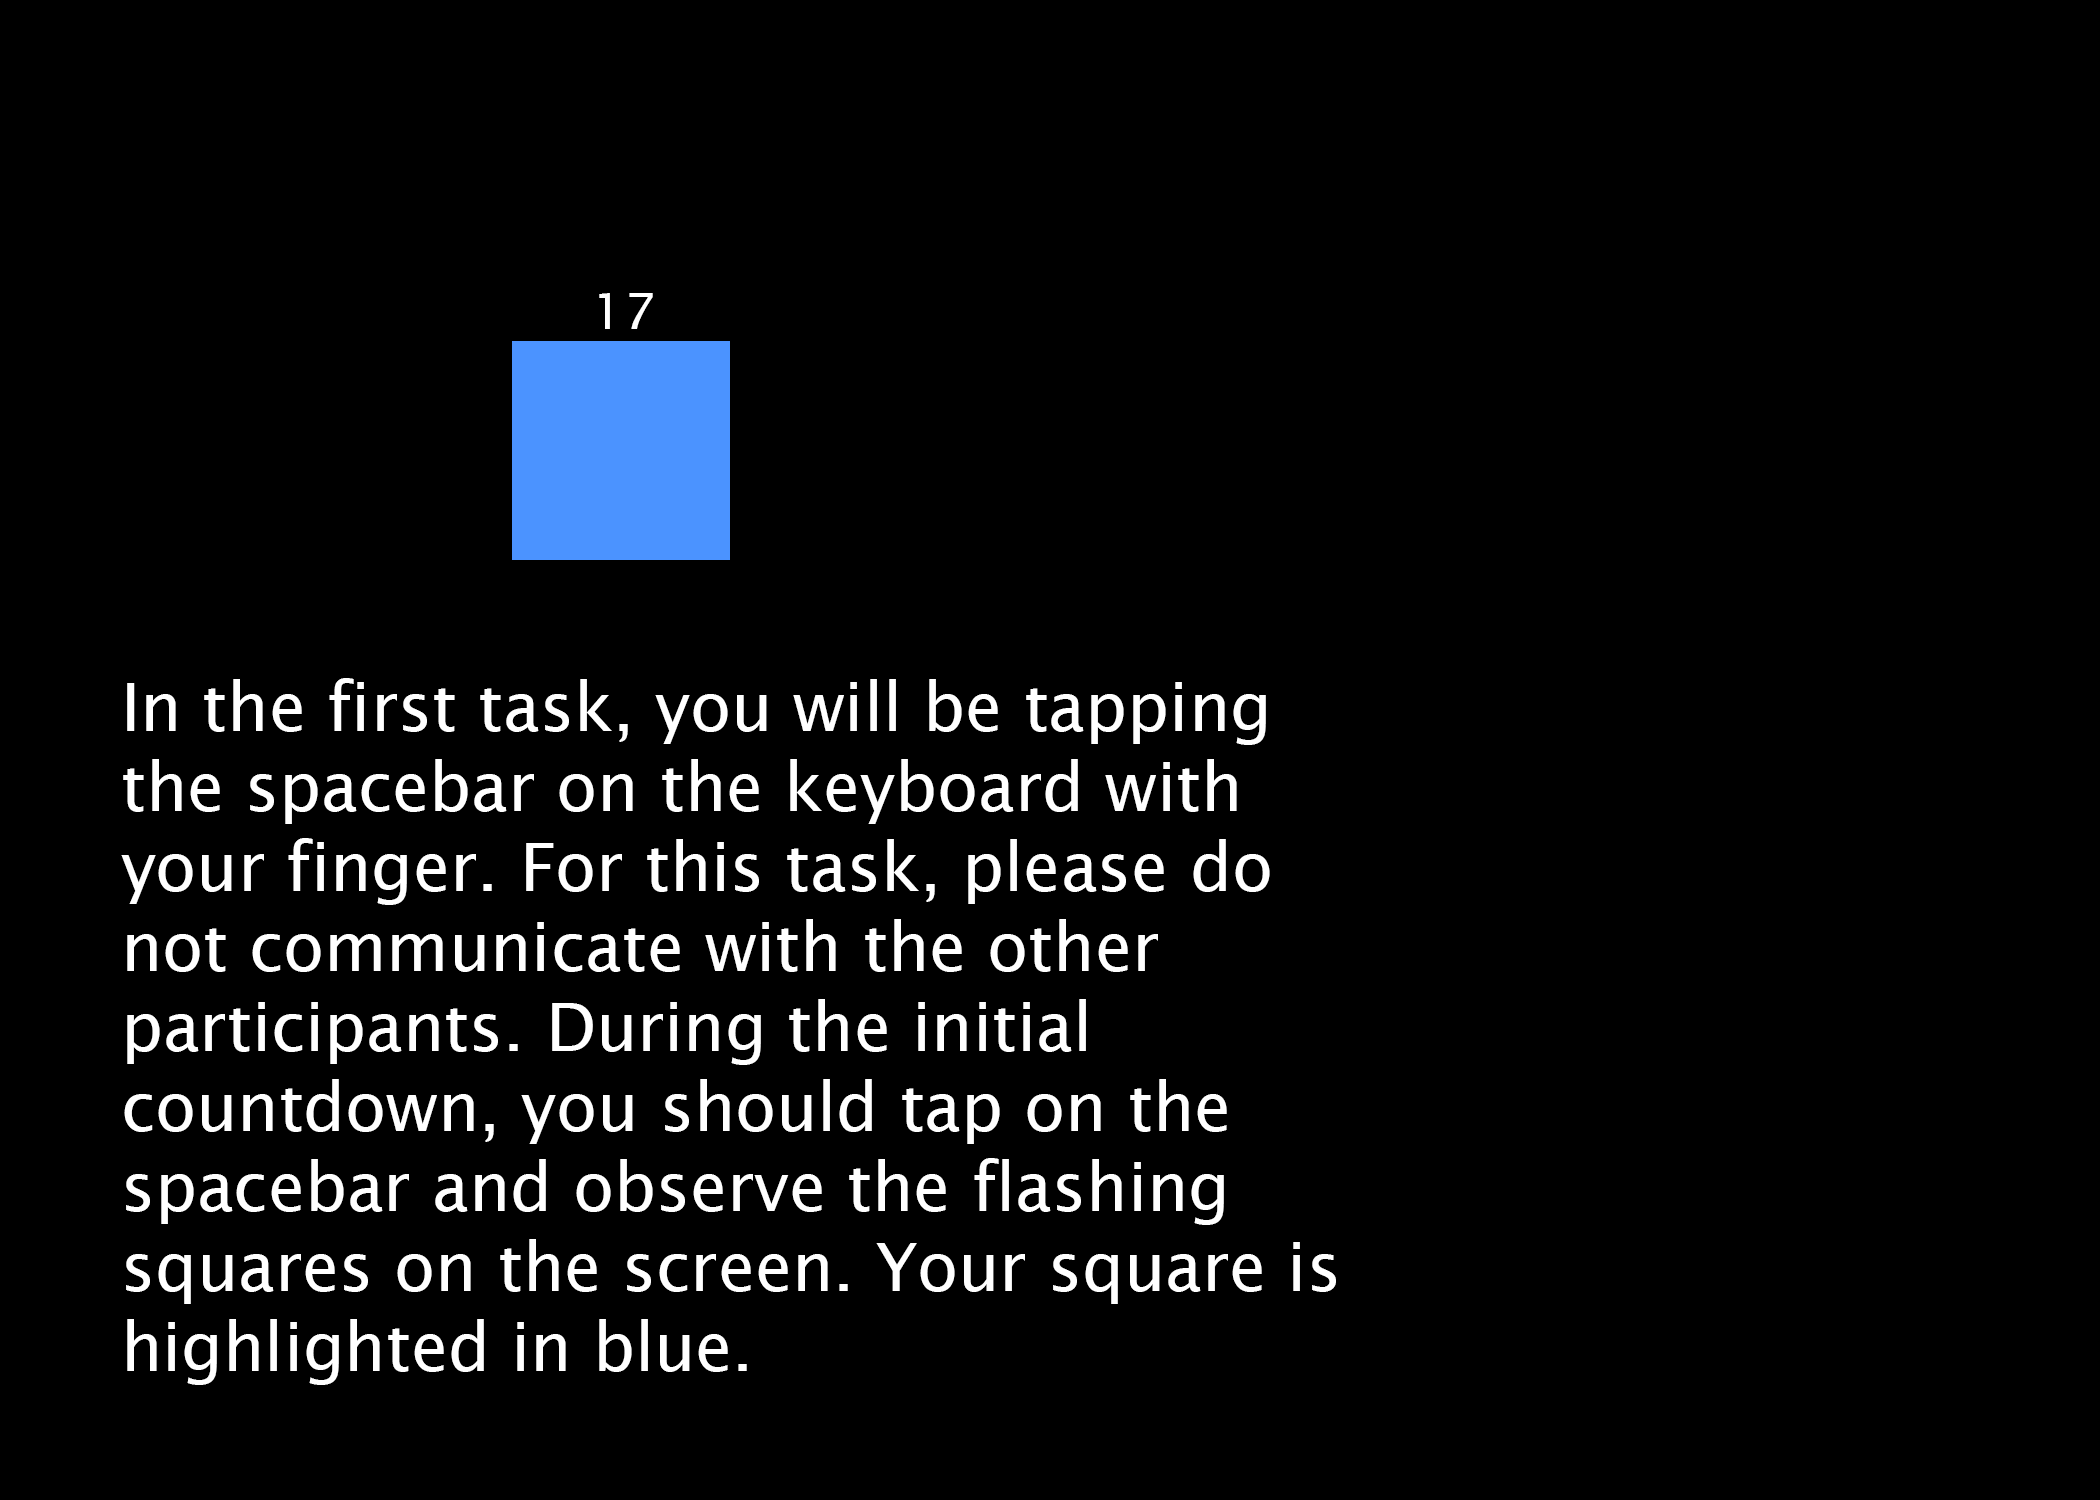 17
In the first task, you will be tapping
the spacebar on the keyboard with
your finger. For this task, please do
not communicate with the other
participants. During the initial
countdown, you should tap on the
spacebar and observe the flashing
squares on the screen. Your square is
highlighted in blue.